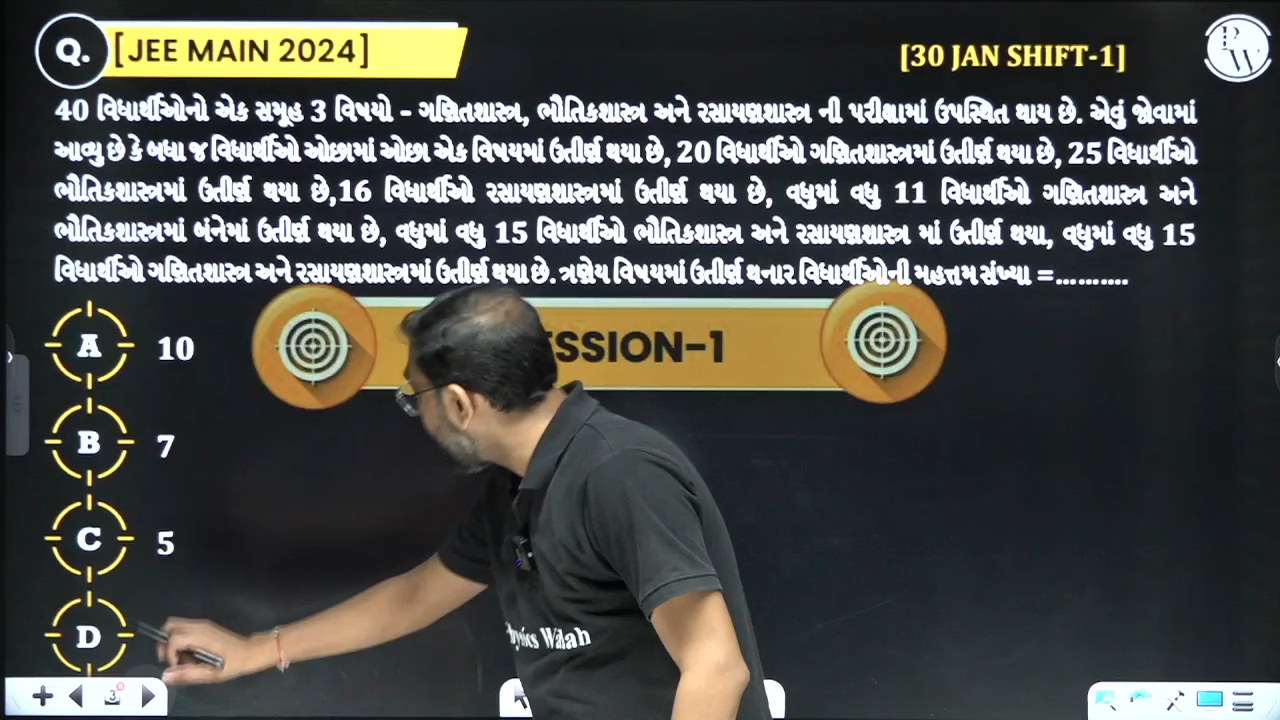 Q. [JEE MAIN 2024]
[30 JAN SHIFT-1]
PW
40 વિધાર્થીઓનો એક સમૂહ 3 વિષયો - ગણિતશાસ્ત્ર, ભૌતિકશાસ્ત્ર અને રસાયણશાસ્ત્ર ની પરીક્ષામાં ઉપસ્થિત થાય છે. એવું જોવામાં
આવ્યુ છે કે બધા જ વિધાર્થીઓ ઓછામાં ઓછા એક વિષયમાં ઉતીર્ણ થયા છે, 20 વિધાર્થીઓ ગણિતશાસ્ત્રમાં ઉતીર્ણ થયા છે, 25 વિધાર્થીઓ
ભૌતિકશાસ્ત્રમાં ઉતીર્ણ થયા છે,16 વિધાર્થીઓ રસાયણશાસ્ત્રમાં ઉતીર્ણ થયા છે, વધુમાં વધુ 11 વિધાર્થીઓ ગણિતશાસ્ત્ર અને
ભૌતિકશાસ્ત્રમાં બંનેમાં ઉતીર્ણ થયા છે, વધુમાં વધુ 15 વિધાર્થીઓ ભૌતિકશાસ્ત્ર અને રસાયણશાસ્ત્ર માં ઉતીર્ણ થયા, વધુમાં વધુ 15
વિધાર્થીઓ ગણિતશાસ્ત્ર અને રસાયણશાસ્ત્રમાં ઉતીર્ણ થયા છે. ત્રણેય વિષયમાં ઉતીર્ણ થનાર વિધાર્થીઓની મહત્તમ સંખ્યા =..........
SSION-1
A 10
B 7
C 5
D
Wallah
3